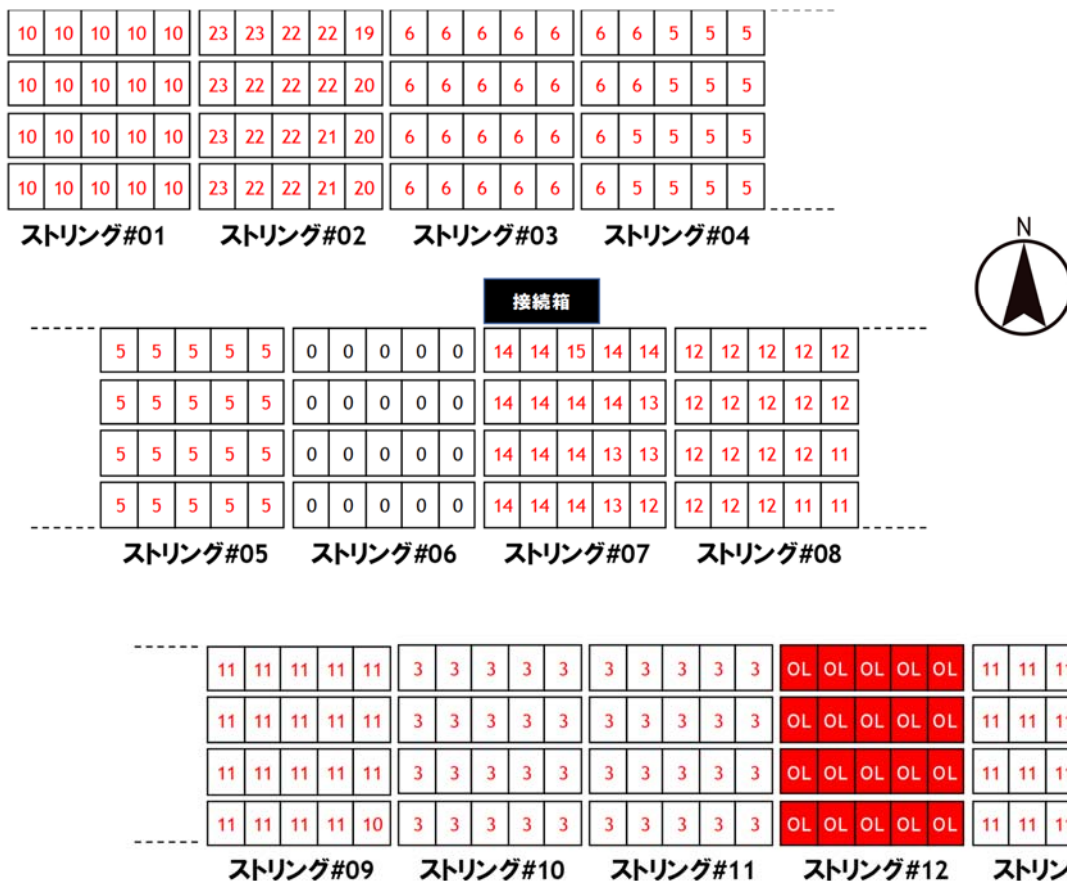 10 10 10 10 10 23 23 22 22 19 6 6 6 6 6 6 6 5 5 5
10 10 10 10 10 23 22 22 22 20 6 6 6 6 6 6 6 5 5 5
10 10 10 10 10 23 22 22 21 20 6 6 6 6 6 6 5 5 5 5
10 10 10 10 10 23 22 22 21 20 6 6 6 6 6 6 5 5 5 5
ストリング#01 ストリング#02 ストリング#03 ストリング#04
N
接続箱
5 5 5 5 5 0 0 0 0 0 14 14 15 14 14 12 12 12 12 12
5 5 5 5 5 0 0 0 0 0 14 14 14 14 13 12 12 12 12 12
5 5 5 5 5 0 0 0 0 0 14 14 14 13 13 12 12 12 12 11
5 5 5 5 5 0 0 0 0 0 14 14 14 13 12 12 12 12 11 11
ストリング#05 ストリング#06 ストリング#07 ストリング#08
11 11 11 11 11 3 3 3 3 3 3 3 3 3 3 OL OL OL OL OL 11 11
11 11 11 11 11 3 3 3 3 3 3 3 3 3 3 OL OL OL OL OL 11 11
11 11 11 11 11 3 3 3 3 3 3 3 3 3 3 OL OL OL OL OL 11 11
11 11 11 11 10 3 3 3 3 3 3 3 3 3 3 OL OL OL OL OL 11 11
ストリング#09 ストリング#10 ストリング#11 ストリング#12 ストリン